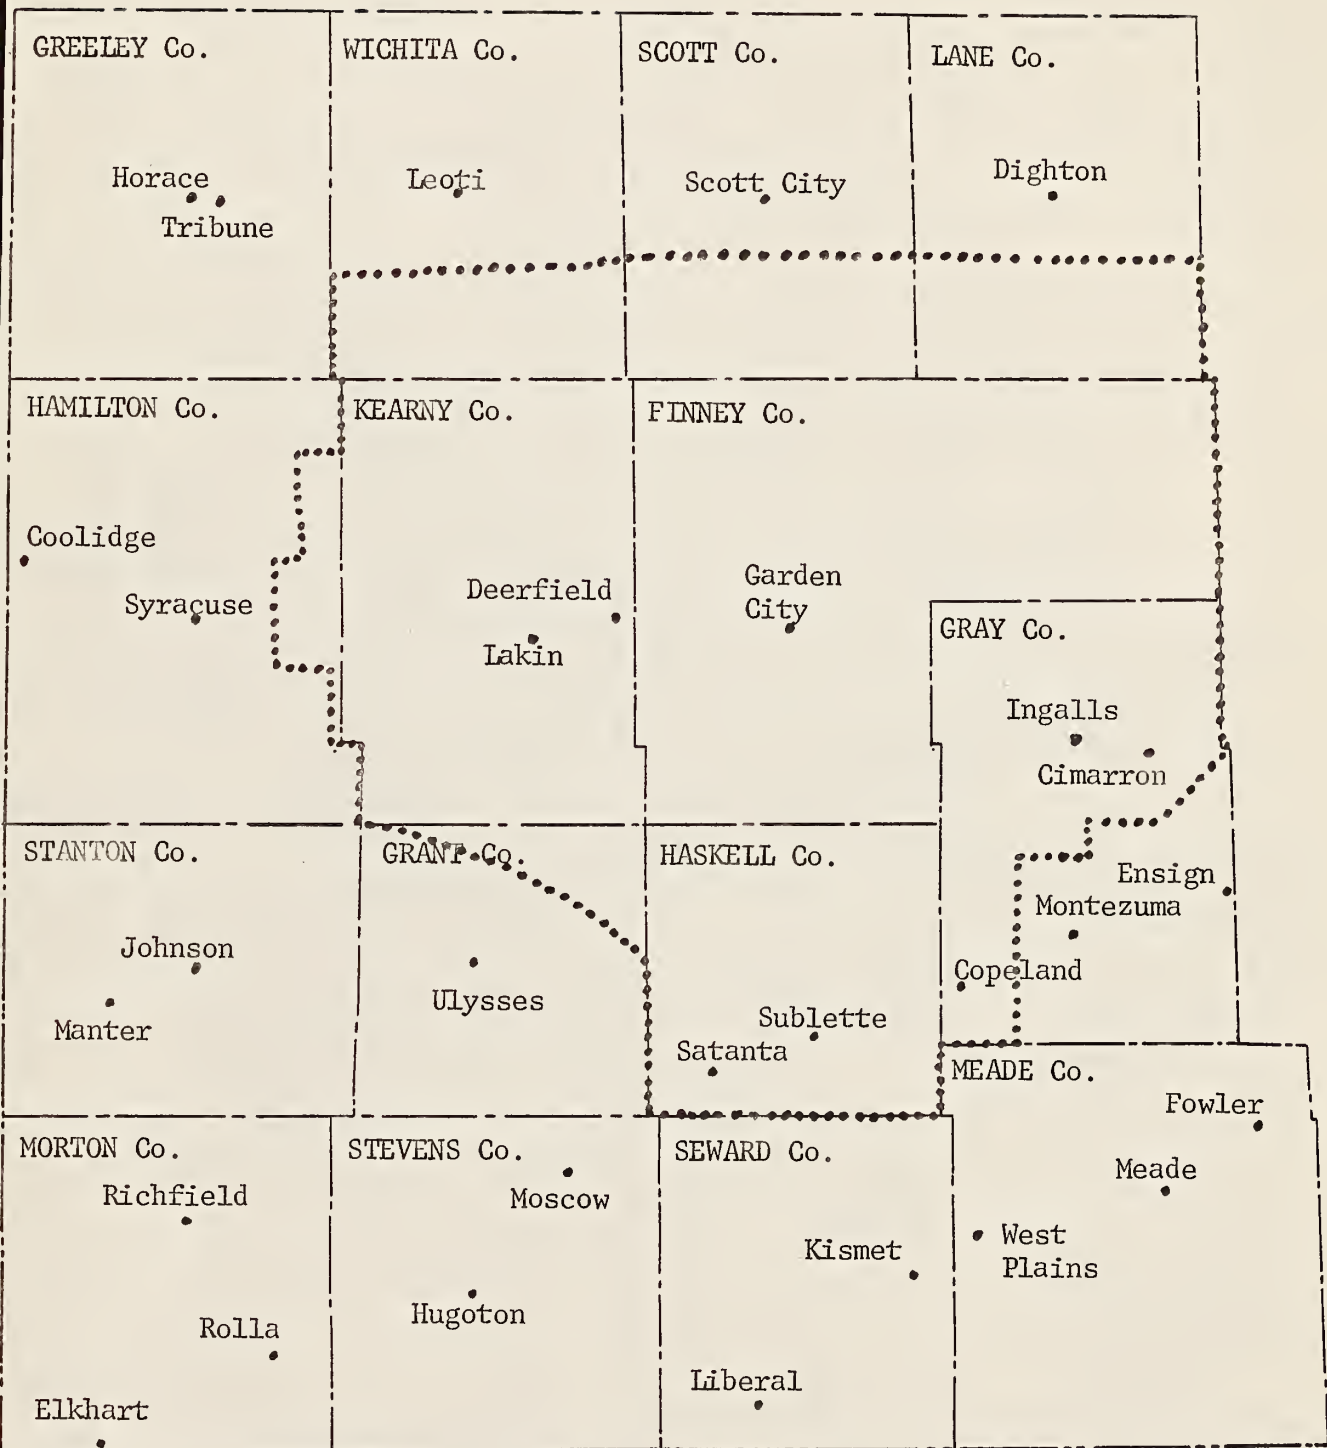 GREELEY Co.
WICHITA Co.
SCOTT Co.
LANE Co.
Horace
Tribune
Leoti
Scott City
Dighton
HAMILTON Co.
KEARNY Co.
FINNEY Co.
Coolidge
Syracuse
Deerfield
Lakin
Garden
City
GRAY Co.
Ingalls
Cimarron
STANTON Co.
GRANT Co.
HASKELL Co.
Ensign
Montezuma
Copeland
Johnson
Manter
Ulysses
Sublette
Satanta
MEADE Co.
Fowler
Meade
West
Plains
MORTON Co.
Richfield
Rolla
Elkhart
STEVENS Co.
Moscow
Hugoton
SEWARD Co.
Kismet
Liberal